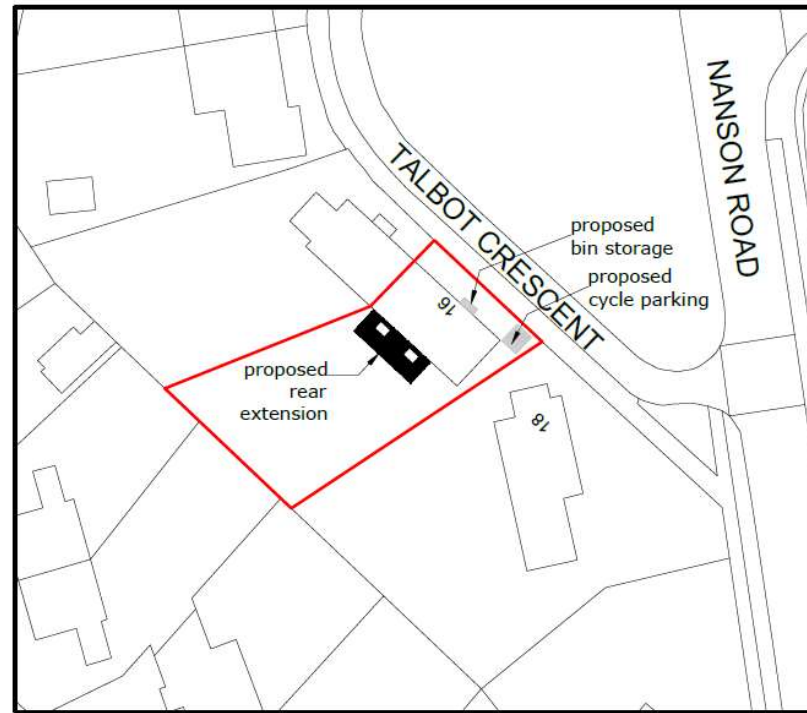 TALBOT CRESCENT
NANSON ROAD
proposed
bin storage
proposed
cycle parking
16
proposed
rear
extension
18